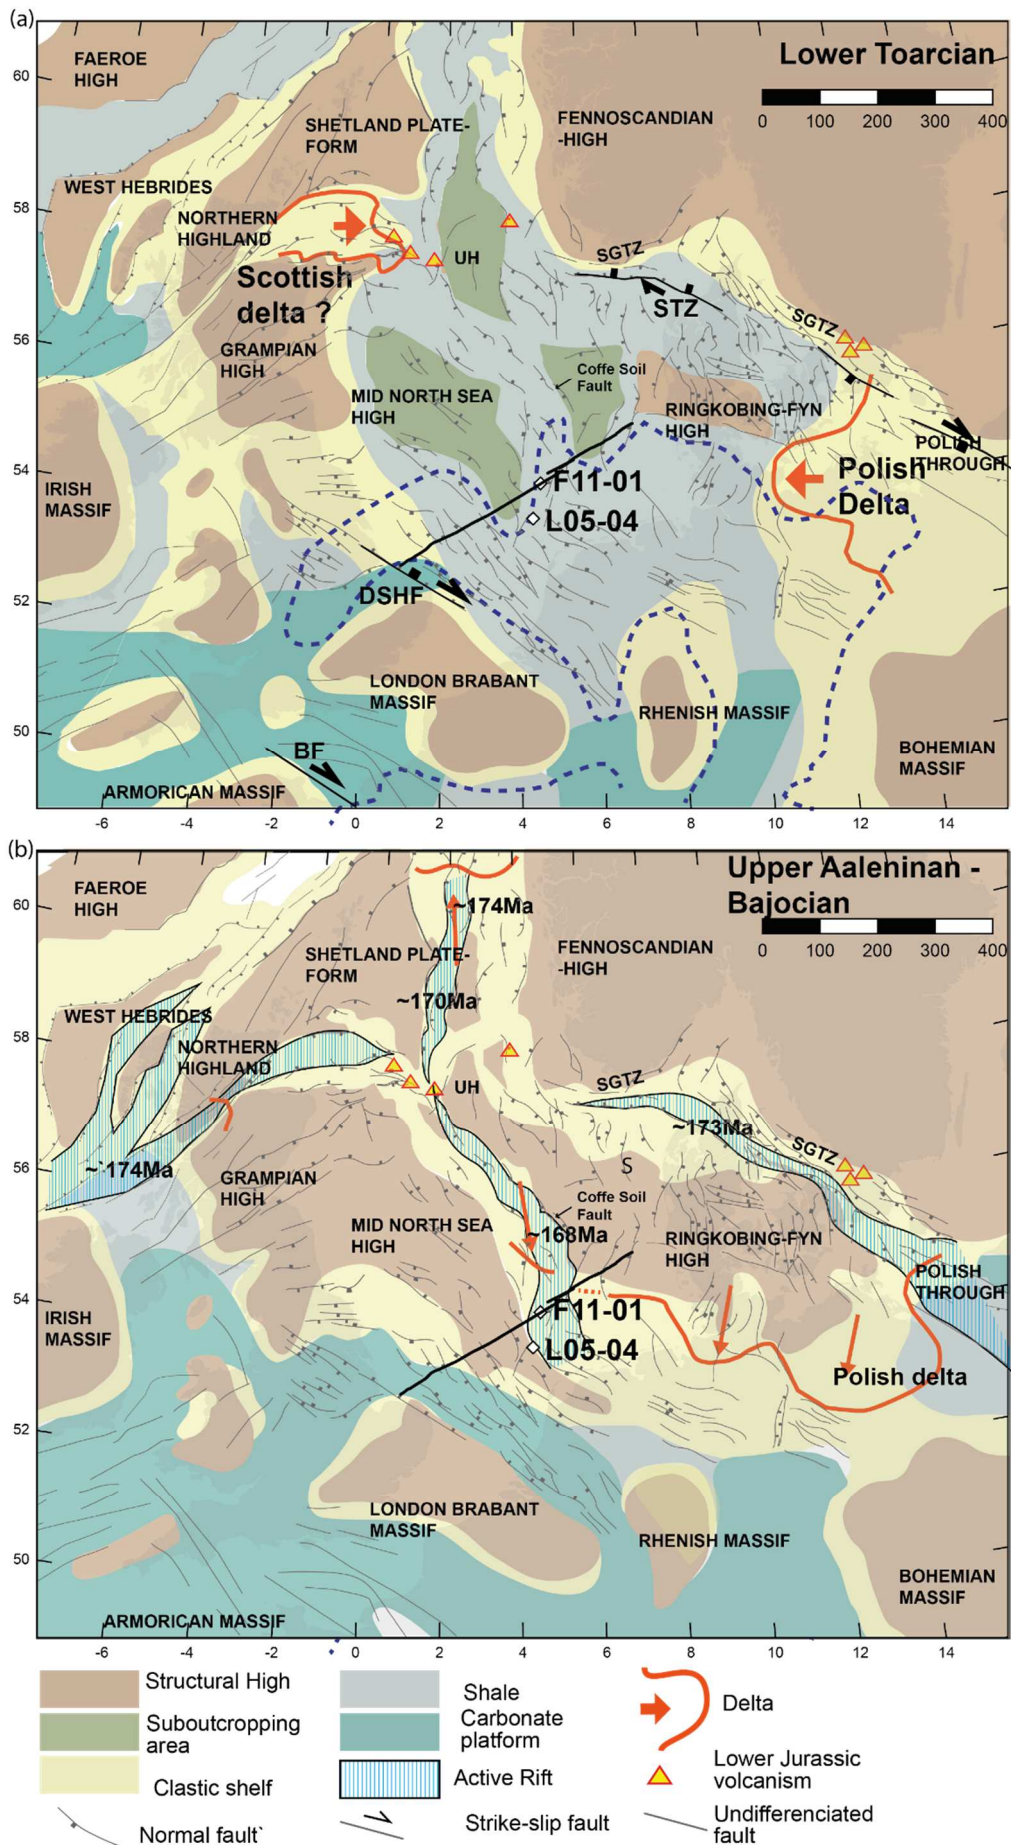 (a)
Lower Toarcian
0 100 200 300 400
60
58
56
54
52
50
FAEROE
HIGH
SHETLAND PLATE-
FORM
FENNOSCANDIAN
-HIGH
WEST HEBRIDES
NORTHERN
HIGHLAND
UH
SGTZ
STZ
Scottish
delta ?
SGTZ
GRAMPIAN
HIGH
Coffe Soil
Fault
MID NORTH SEA
HIGH
RINGKOBING-FYN
HIGH
POLISH
THROUGH
Polish
Delta
IRISH
MASSIF
F11-01
L05-04
DSHF
LONDON BRABANT
MASSIF
RHENISH MASSIF
BF
BOHEMIAN
MASSIF
ARMORICAN MASSIF
-6 -4 -2 0 2 4 6 8 10 12 14
(b)
Upper Aaleninan -
Bajocian
0 100 200 300 400
60
58
56
54
52
50
FAEROE
HIGH
~174Ma
SHETLAND PLATE-
FORM
FENNOSCANDIAN
-HIGH
~170Ma
WEST HEBRIDES
NORTHERN
HIGHLAND
UH
SGTZ
~173Ma
SGTZ
~`174Ma
GRAMPIAN
HIGH
S
Coffe Soil
Fault
MID NORTH SEA
HIGH
~168Ma
RINGKOBING-FYN
HIGH
POLISH
THROUGH
IRISH
MASSIF
F11-01
L05-04
Polish delta
LONDON BRABANT
MASSIF
RHENISH MASSIF
BOHEMIAN
MASSIF
ARMORICAN MASSIF
-6 -4 -2 0 2 4 6 8 10 12 14
Structural High
Suboutcropping
area
Clastic shelf
Normal fault`
Shale
Carbonate
platform
Active Rift
Strike-slip fault
Delta
Lower Jurassic
volcanism
Undifferenciated
fault